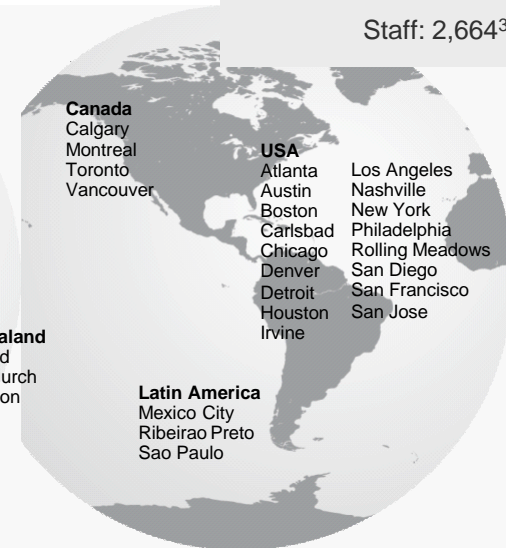 Staff: 2,664³
Canada
Calgary
Montreal
Toronto
Vancouver
USA
Atlanta
Austin
Boston
Carlsbad
Chicago
Denver
Detroit
Houston
Irvine
Los Angeles
Nashville
New York
Philadelphia
Rolling Meadows
San Diego
San Francisco
San Jose
Latin America
Mexico City
Ribeirao Preto
Sao Paulo